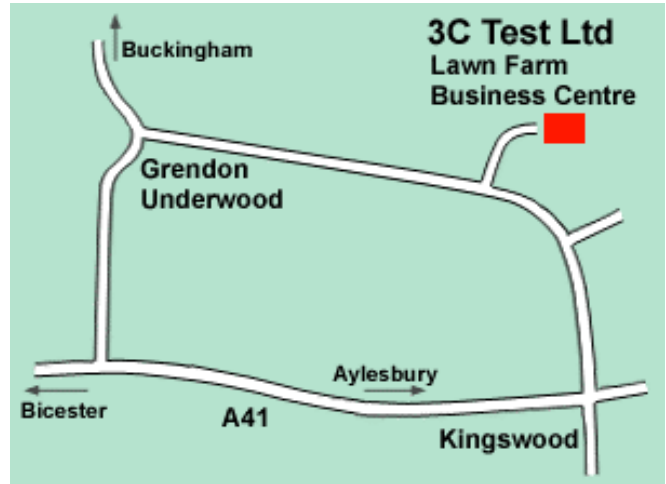 3C Test Ltd
Lawn Farm
Business Centre
Buckingham
Grendon
Underwood
Aylesbury
Bicester
A41
Kingswood